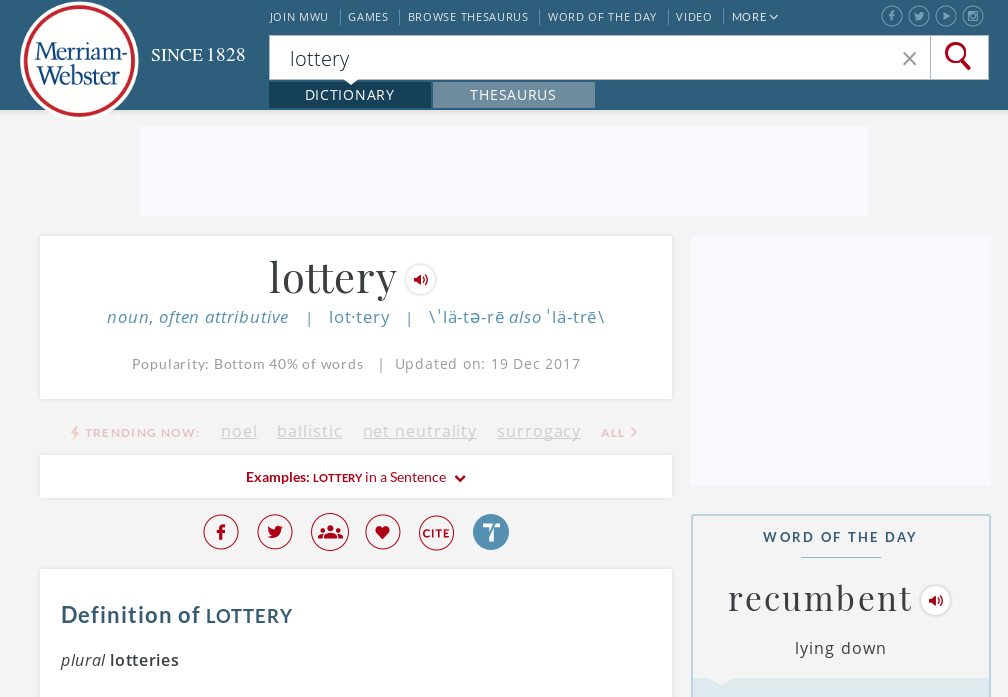 JOIN MWU GAMES BROWSE THESAURUS WORD OF THE DAY VIDEO MORE
Merriam-
Webster
SINCE 1828
lottery
DICTIONARY THESAURUS
lottery
noun, often attributive | lot·tery | \ˈlä-tə-rē also ˈlä-trē\
Popularity: Bottom 40% of words | Updated on: 19 Dec 2017
TRENDING NOW: noel ballistic net neutrality surrogacy ALL
Examples: LOTTERY in a Sentence
CITE
7
Definition of LOTTERY
plural lotteries
WORD OF THE DAY
recumbent
lying down